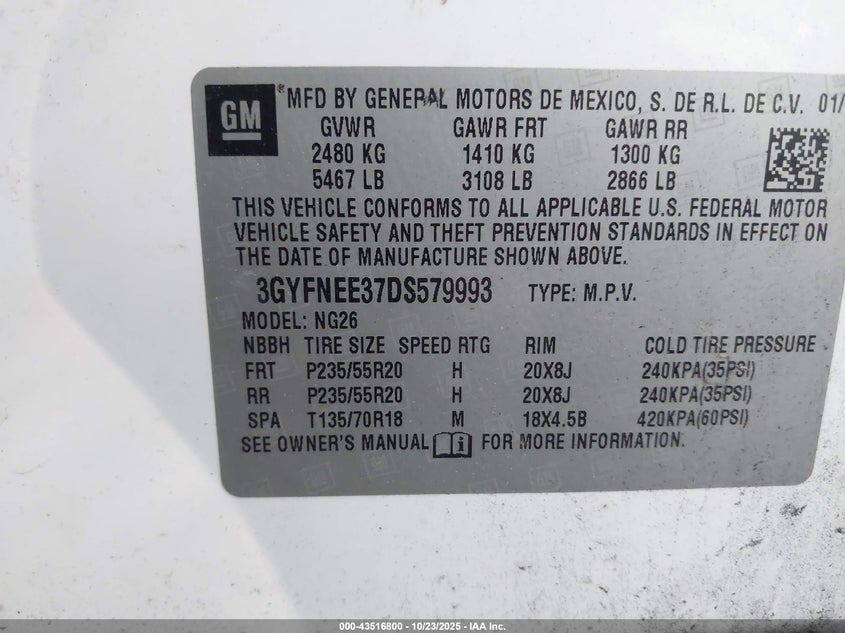 GM
*MFD BY GENERAL MOTORS DE MEXICO, S. DE R.L. DE C.V. 01/
GVWR GAWR FRT GAWR RR
2480 KG 1410 KG 1300 KG
5467 LB 3108 LB 2866 LB
THIS VEHICLE CONFORMS TO ALL APPLICABLE U.S. FEDERAL MOTOR
VEHICLE SAFETY AND THEFT PREVENTION STANDARDS IN EFFECT ON
THE DATE OF MANUFACTURE SHOWN ABOVE.
3GYFNEE37DS579993 TYPE: M.P.V.
MODEL: NG26
NBBH TIRE SIZE SPEED RTG RIM COLD TIRE PRESSURE
FRT P235/55R20 H 20X8J 240KPA(35PSI)
RR P235/55R20 H 20X8J 240KPA(35PSI)
SPA T135/70R18 M 18X4.5B 420KPA(60PSI)
SEE OWNER'S MANUAL i FOR MORE INFORMATION.
000-43516800 - 10/23/2025 - IAA Inc.